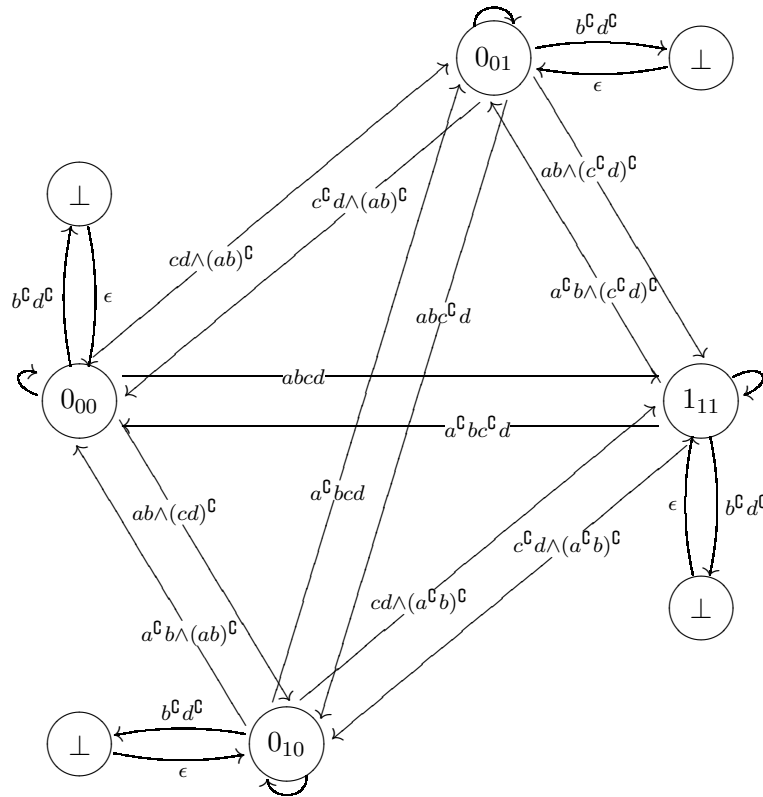 b∁d∁
0₀₁
⊥
ϵ
ab∧(c∁d)∁
⊥
c∁d∧(ab)∁
cd∧(ab)∁
a∁b∧(c∁d)∁
b∁d∁
ϵ
abc∁d
abcd
0₀₀
1₁₁
a∁bc∁d
a∁bcd
ϵ
b∁d∁
ab∧(cd)∁
c∁d∧(a∁b)∁
cd∧(a∁b)∁
⊥
a∁b∧(ab)∁
b∁d∁
⊥
0₁₀
ϵ